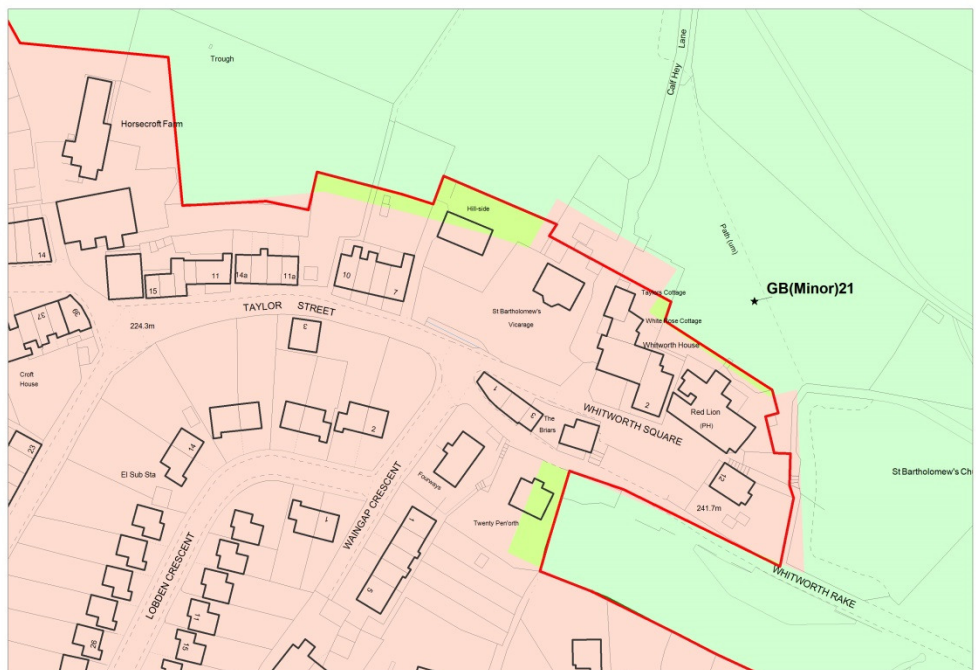 Trough
Calf Hey Lane
Horsecroft Farm
Path (um)
Hill-side
14
15
11
14a
11a
10
7
Taylors Cottage
GB(Minor)21
TAYLOR STREET
St Bartholomew's
Vicarage
White Rose Cottage
Whitworth House
37
39
224.3m
3
Croft
House
2
Red Lion
(PH)
1
3
The
Briars
WHITWORTH SQUARE
2
23
14
El Sub Sta
St Bartholomew's Ch
12
241.7m
Fourways
WAINGAP CRESCENT
1
Twenty Pen'orth
1
LOBDEN CRESCENT
WHITWORTH RAKE
5
11
15
26